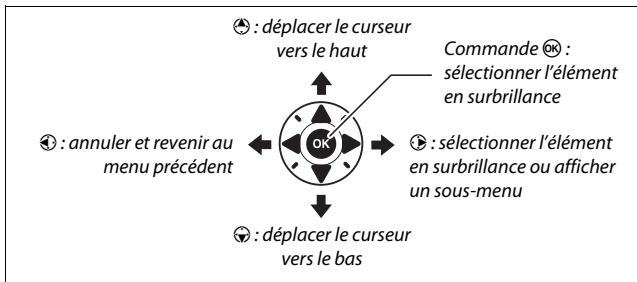 : déplacer le curseur
vers le haut
Commande OK :
sélectionner l'élément
en surbrillance
: annuler et revenir au
menu précédent
OK
: sélectionner l'élément
en surbrillance ou afficher
un sous-menu
: déplacer le curseur
vers le bas